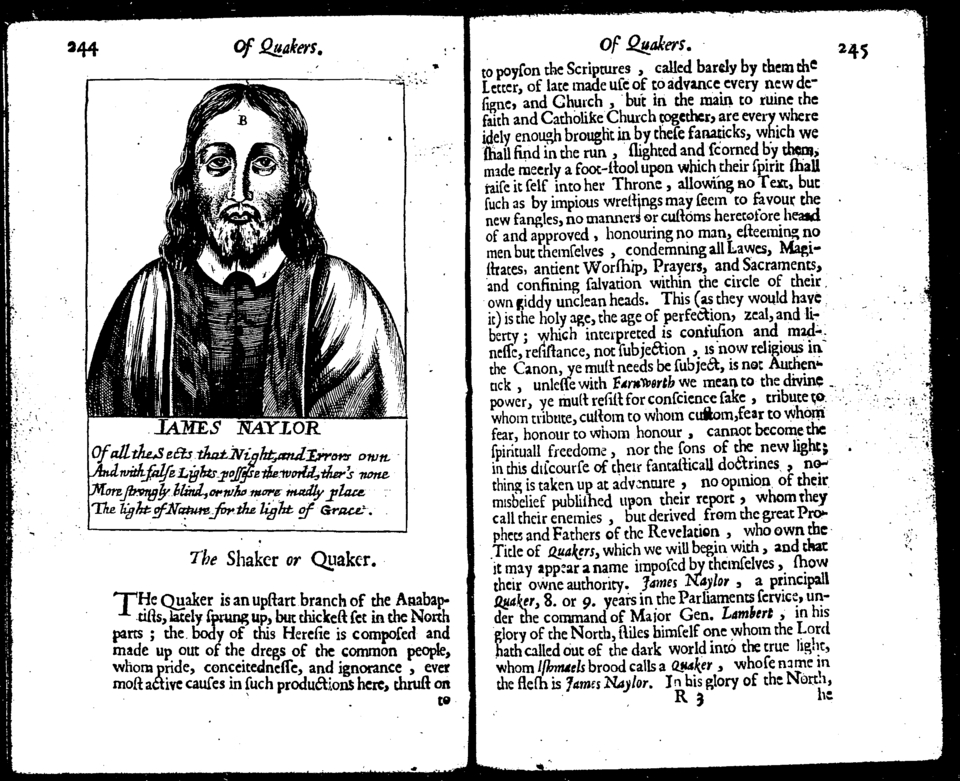 244
Of Quakers.
B
IAMES NAYLOR
Of all the Sects that Night, and Errors own
And with false Lights possesse the world, ther's none
More strongly blind, or who more madly place
The light of Nature for the light of Grace.
The Shaker or Quaker.
THe Quaker is an upſtart branch of the Anabap-
tiſts, lately ſprung up, but thickeſt ſet in the North
parts ; the body of this Hereſie is compoſed and
made up out of the dregs of the common people,
whom pride, conceitedneſſe, and ignorance , ever
moſt active cauſes in ſuch productions here, thruſt on
to
Of Quakers.
245
to poyſon the Scriptures , called barely by them the
Letter, of late made uſe of to advance every new de-
ſigne, and Church , but in the main to ruine the
faith and Catholike Church together, are every where
idely enough brought in by theſe fanaticks, which we
ſhall find in the run , ſlighted and ſcorned by them,
made meerly a foot-ſtool upon which their ſpirit ſhall
raiſe it ſelf into her Throne , allowing no Text, but
ſuch as by impious wreſtings may ſeem to favour the
new fangles, no manners or cuſtoms heretofore heard
of and approved , honouring no man, eſteeming no
men but themſelves , condemning all Lawes, Magi-
ſtrates, antient Worſhip, Prayers, and Sacraments,
and confining ſalvation within the circle of their
own giddy unclean heads. This (as they would have
it) is the holy age, the age of perfection, zeal, and li-
berty ; which interpreted is confuſion and mad-
neſſe, reſiſtance, not ſubjection , is now religious in
the Canon, ye muſt needs be ſubject, is not Authen-
tick , unleſſe with Farnworth we mean to the divine
power, ye muſt reſiſt for conſcience ſake , tribute to
whom tribute, cuſtom to whom cuſtom, fear to whom
fear, honour to whom honour , cannot become the
ſpirituall freedome , nor the ſons of the new light;
in this diſcourſe of their fantaſticall doctrines , no-
thing is taken up at adventure , no opinion of their
misbelief publiſhed upon their report , whom they
call their enemies , but derived from the great Pro-
phets and Fathers of the Revelation , who own the
Title of Quakers, which we will begin with , and that
it may appear a name impoſed by themſelves , ſhow
their owne authority. James Naylor , a principall
Quaker, 8. or 9. years in the Parliaments ſervice, un-
der the command of Major Gen. Lambert , in his
glory of the North, ſtiles himſelf one whom the Lord
hath called out of the dark world into the true light,
whom Iſhmaels brood calls a Quaker , whoſe name in
the fleſh is James Naylor. In his glory of the North,
R 3
he